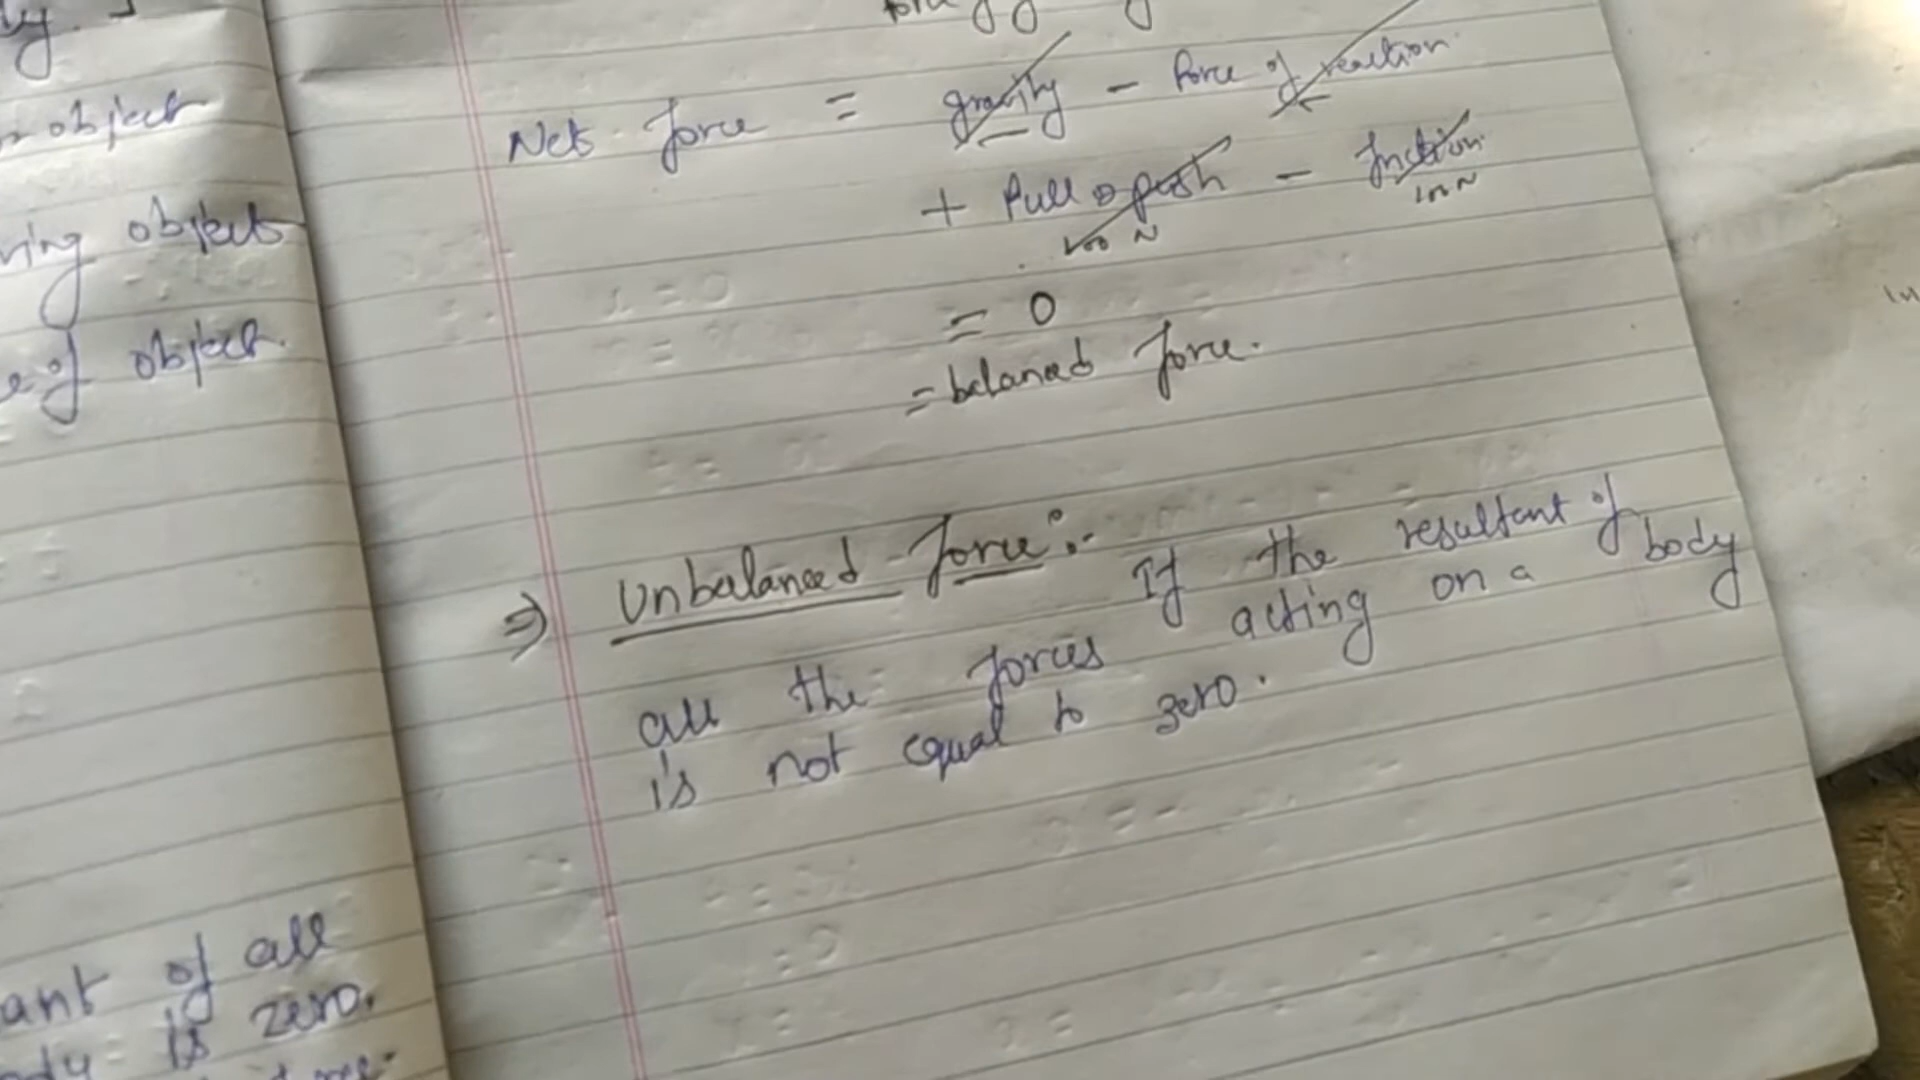 object
object
of object.
of all
is zero.
Net force = gravity - Force of reaction
+ Pull o push - friction
100 N 100 N
= 0
= balanced force.
⇒ Unbalanced force :- If the resultant of
all the forces acting on a body
is not equal to zero.